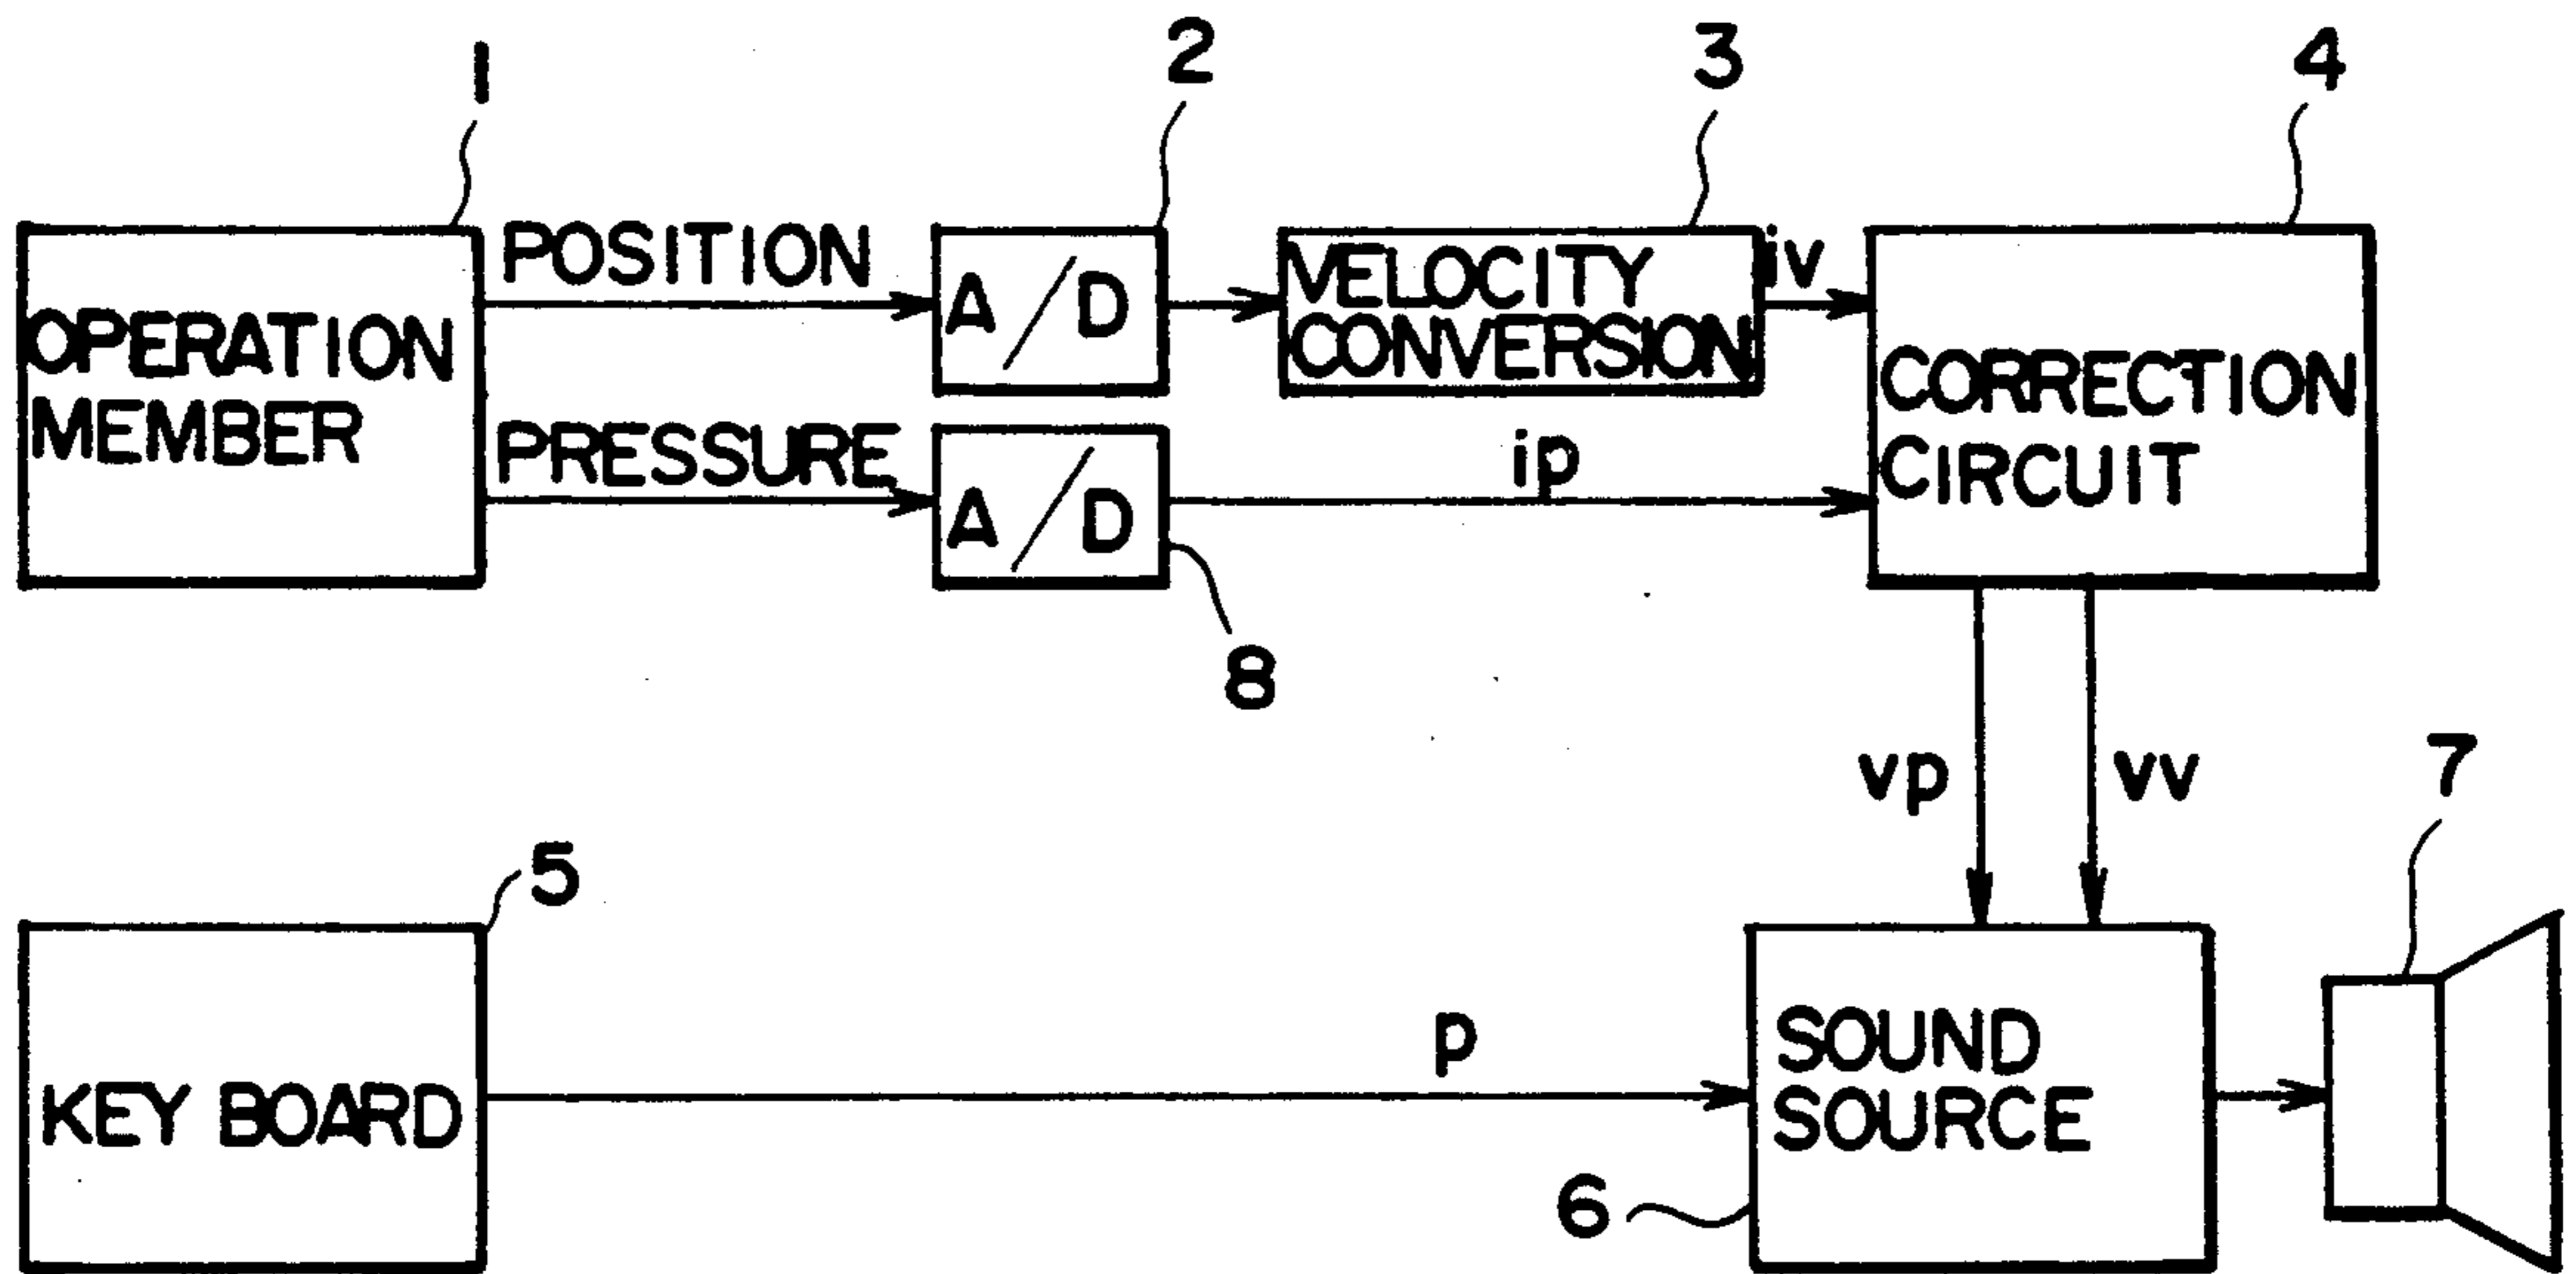 1
2
3
4
POSITION
A/D
VELOCITY
CONVERSION
iv
OPERATION
MEMBER
CORRECTION
CIRCUIT
PRESSURE
A/D
ip
8
vp
vv
7
5
KEY BOARD
p
SOUND
SOURCE
6